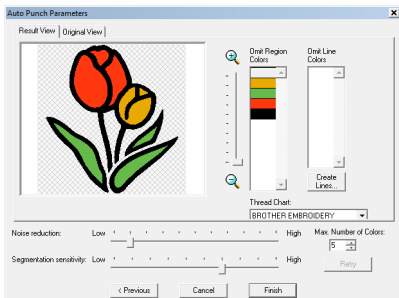 Auto Punch Parameters
Result View Original View
Omit Region Colors
Omit Line Colors
Create Lines...
Thread Chart:
BROTHER EMBROIDERY
Noise reduction: Low High
Max. Number of Colors:
5
Segmentation sensitivity: Low High
Retry
< Previous Cancel Finish